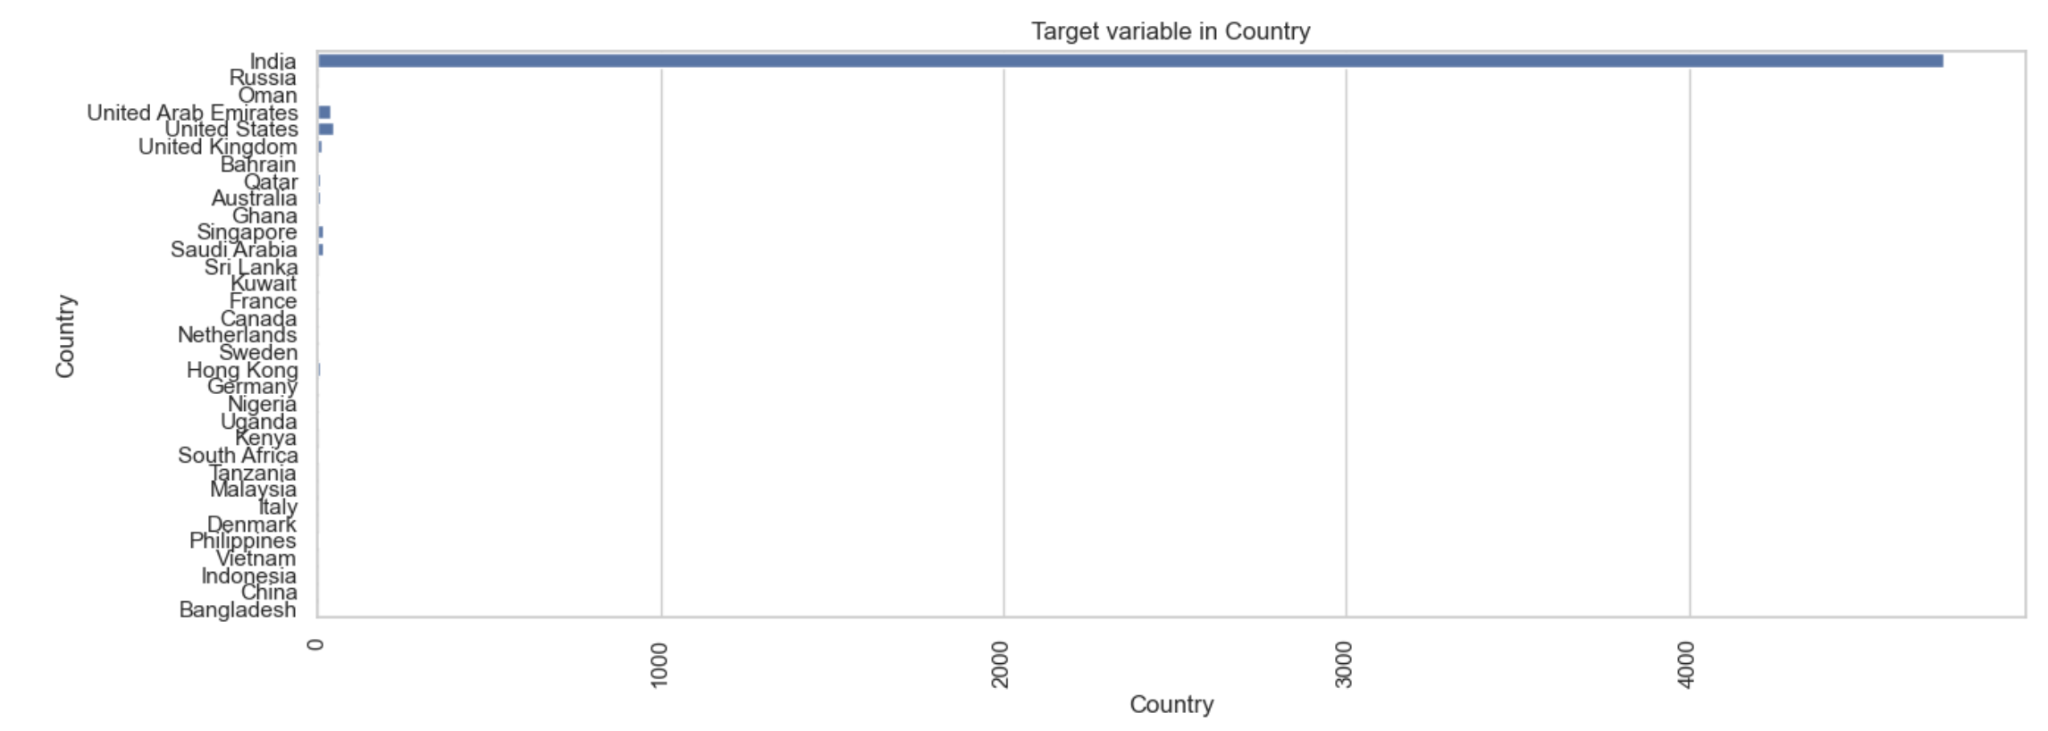 Target variable in Country
India
Russia
Oman
United Arab Emirates
United States
United Kingdom
Bahrain
Qatar
Australia
Ghana
Singapore
Saudi Arabia
Sri Lanka
Kuwait
France
Canada
Netherlands
Sweden
Hong Kong
Germany
Nigeria
Uganda
Kenya
South Africa
Tanzania
Malaysia
Italy
Denmark
Philippines
Vietnam
Indonesia
China
Bangladesh
Country
0
1000
2000
3000
4000
Country